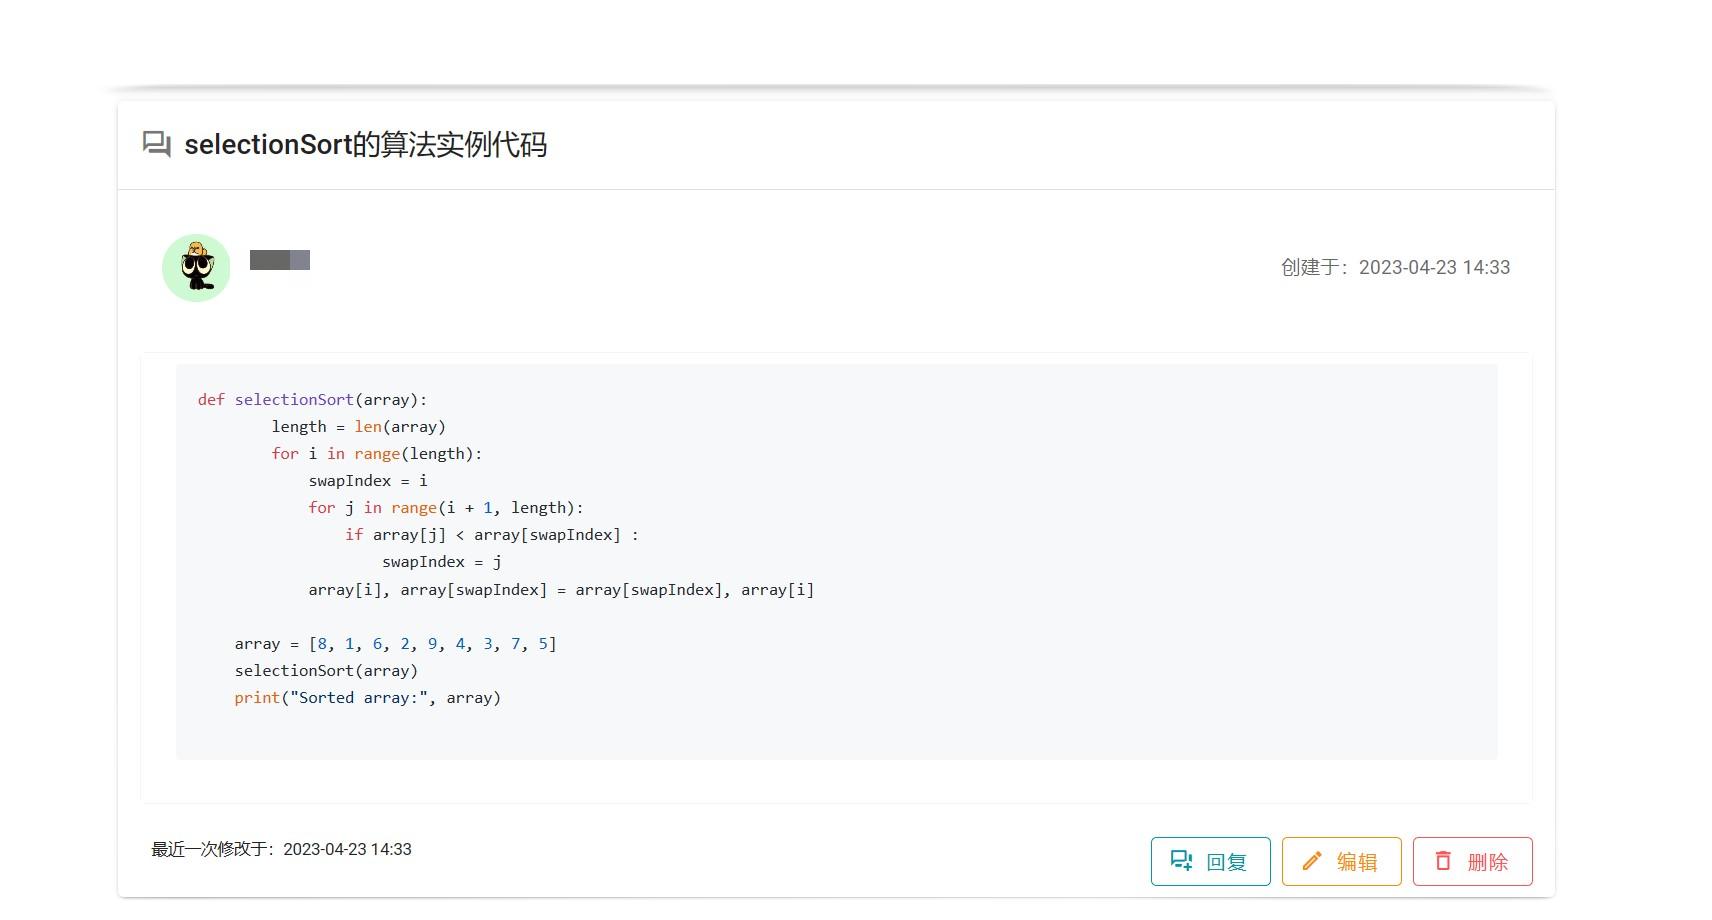 selectionSort的算法实例代码
创建于：2023-04-23 14:33
def selectionSort(array):
        length = len(array)
        for i in range(length):
            swapIndex = i
            for j in range(i + 1, length):
                if array[j] < array[swapIndex] :
                    swapIndex = j
            array[i], array[swapIndex] = array[swapIndex], array[i]
    array = [8, 1, 6, 2, 9, 4, 3, 7, 5]
    selectionSort(array)
    print("Sorted array:", array)
最近一次修改于：2023-04-23 14:33
回复 编辑 删除